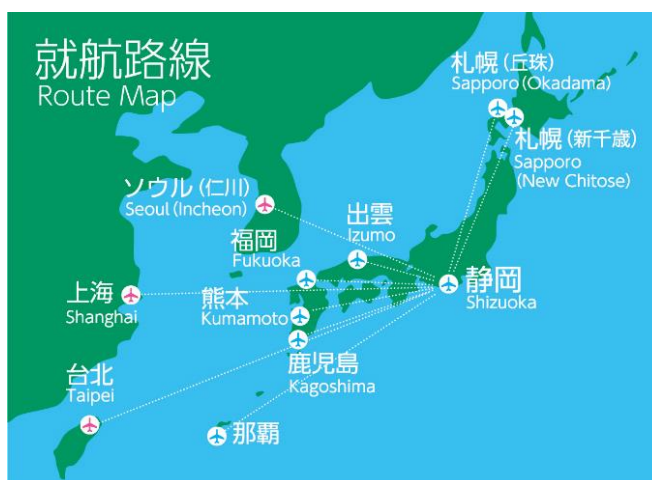 就航路線
Route Map
札幌(丘珠)
Sapporo(Okadama)
札幌(新千歳)
Sapporo
(New Chitose)
ソウル(仁川)
Seoul(Incheon)
出雲
Izumo
福岡
Fukuoka
静岡
Shizuoka
上海
Shanghai
熊本
Kumamoto
鹿児島
Kagoshima
台北
Taipei
那覇